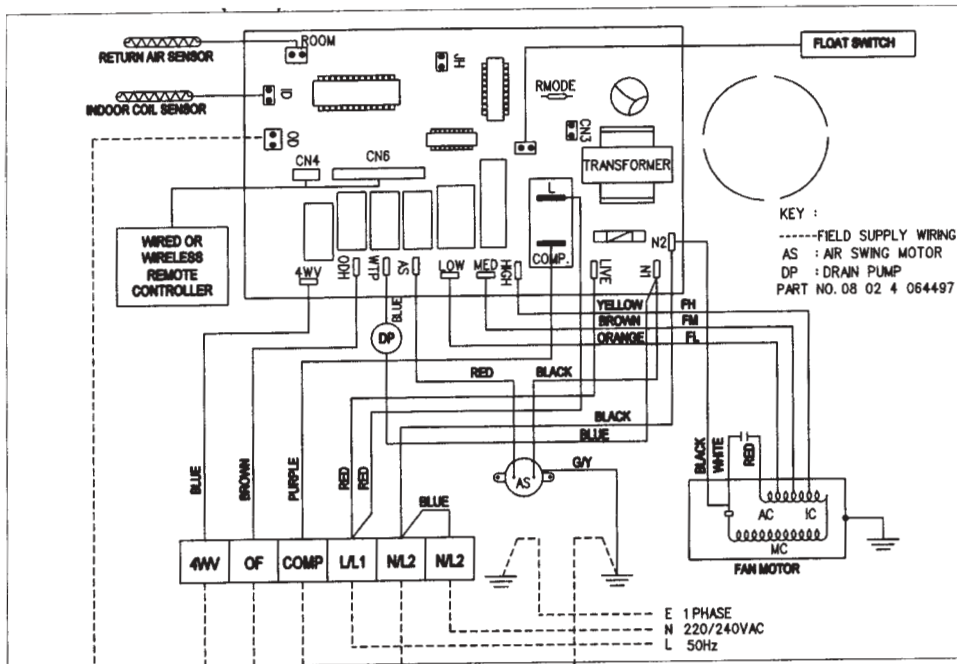 RETURN AIR SENSOR
ROOM
FLOAT SWITCH
INDOOR COIL SENSOR
ID
JH
RMODE
OD
CN3
CN4
CN6
TRANSFORMER
L
COMP.
KEY :
-----FIELD SUPPLY WIRING
AS : AIR SWING MOTOR
DP : DRAIN PUMP
PART NO. 08 02 4 064497
WIRED OR
WIRELESS
REMOTE
CONTROLLER
4WV
ODH
WTP
AS
LOW
MED
HIGH
LIVE
N1
N2
BLUE
DP
YELLOW FH
BROWN FM
ORANGE FL
RED
BLACK
BLACK
BLUE
BLUE
BROWN
PURPLE
RED
RED
BLUE
AS
G/Y
BLACK
WHITE
RED
AC
IC
MC
FAN MOTOR
4WV
OF
COMP
L/L1
N/L2
N/L2
E 1 PHASE
N 220/240VAC
L 50Hz